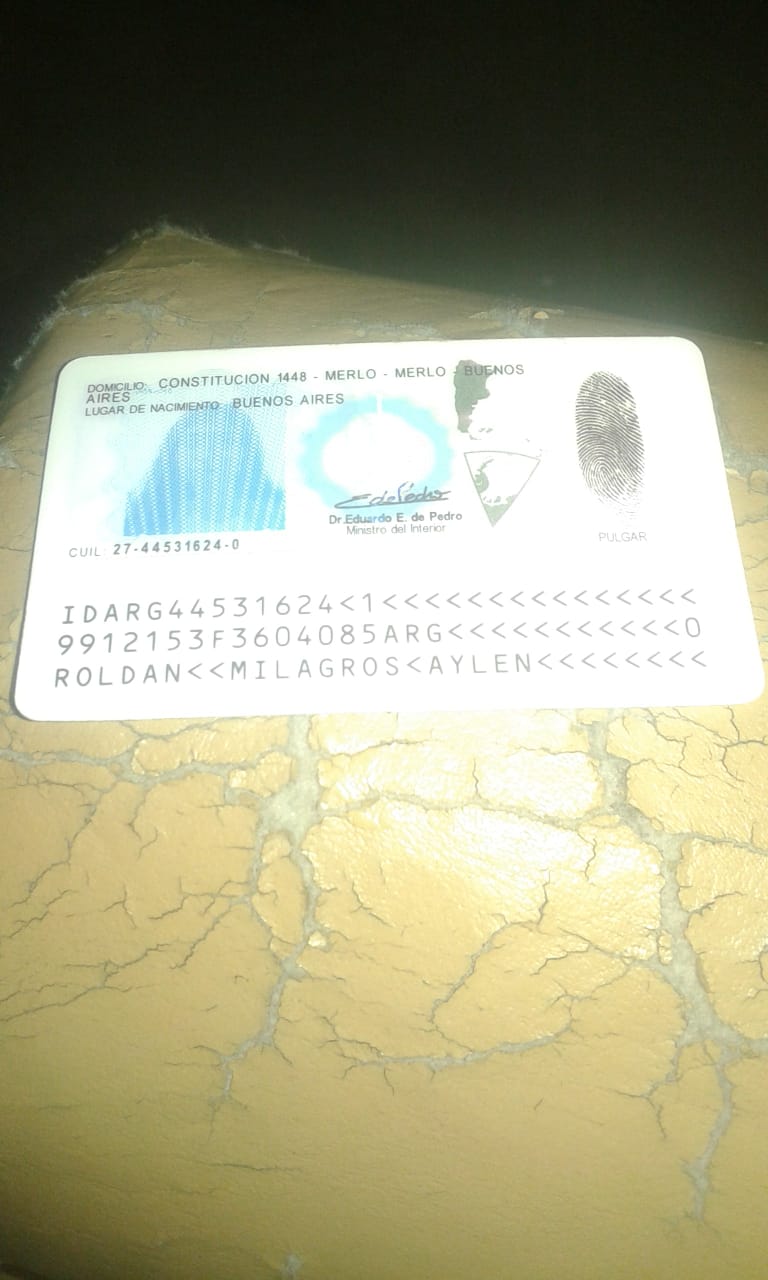 DOMICILIO: CONSTITUCION 1448 - MERLO - MERLO - BUENOS
AIRES
LUGAR DE NACIMIENTO: BUENOS AIRES
Dr. Eduardo E. de Pedro
Ministro del Interior
CUIL: 27-44531624-0
PULGAR
IDARG44531624<1<<<<<<<<<<<<<<<
9912153F3604085ARG<<<<<<<<<<<0
ROLDAN<<MILAGROS<AYLEN<<<<<<<<